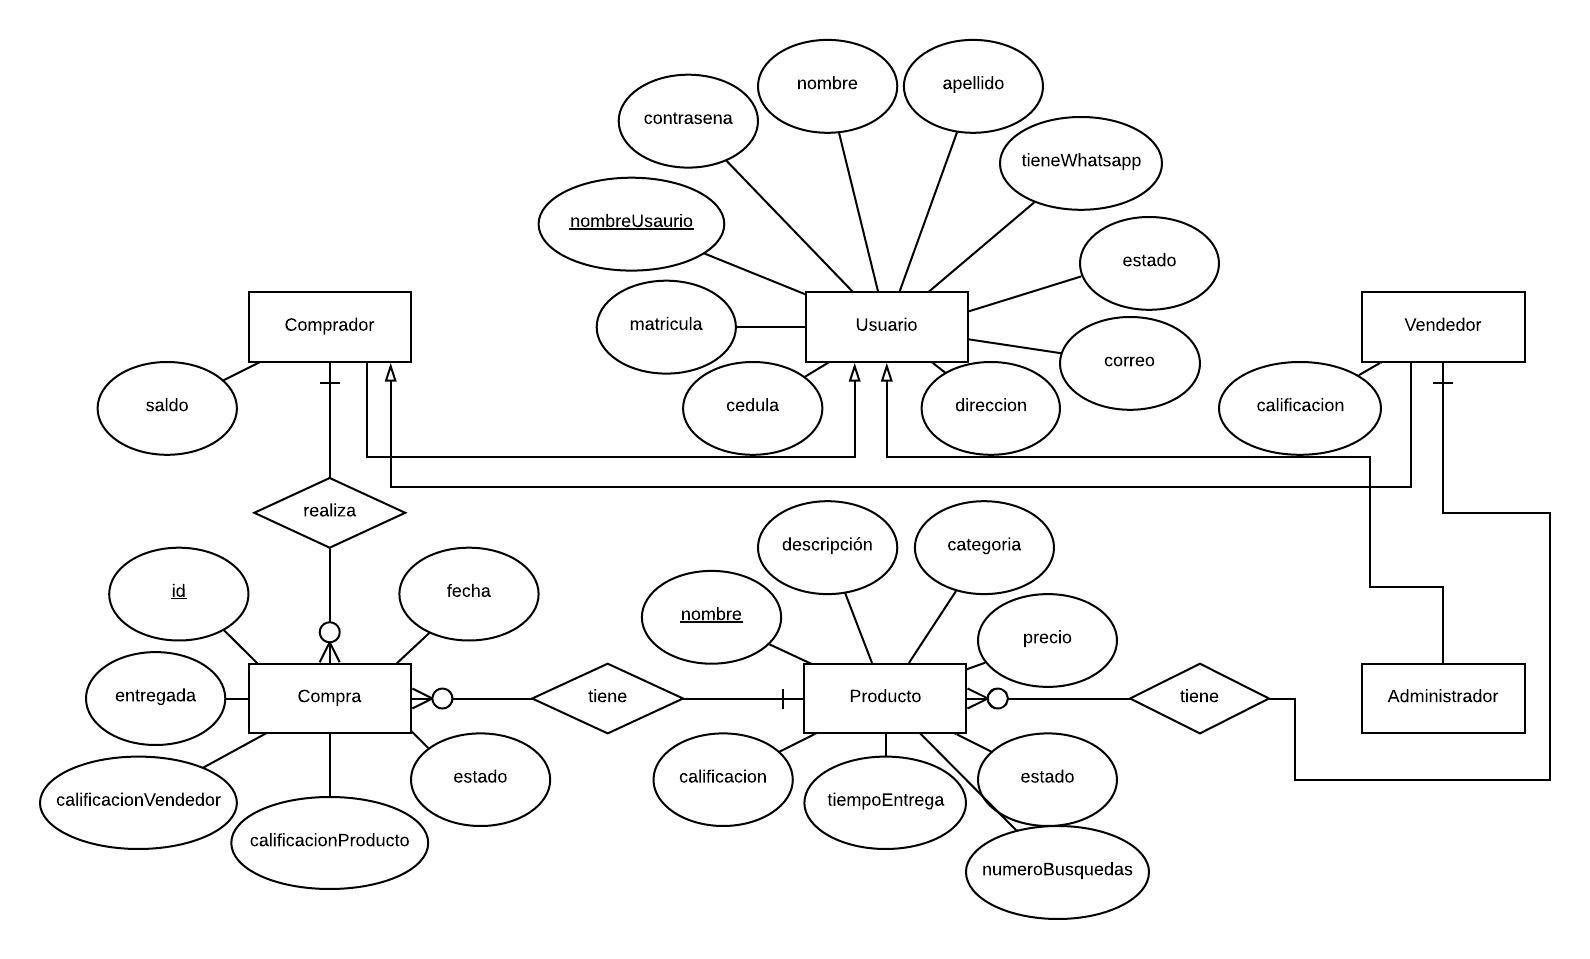 nombre
apellido
contrasena
tieneWhatsapp
nombreUsaurio
estado
matricula
Comprador
Usuario
Vendedor
correo
saldo
cedula
direccion
calificacion
realiza
descripción
categoria
id
fecha
nombre
precio
entregada
Compra
tiene
Producto
tiene
Administrador
calificacionVendedor
estado
calificacion
tiempoEntrega
estado
calificacionProducto
numeroBusquedas